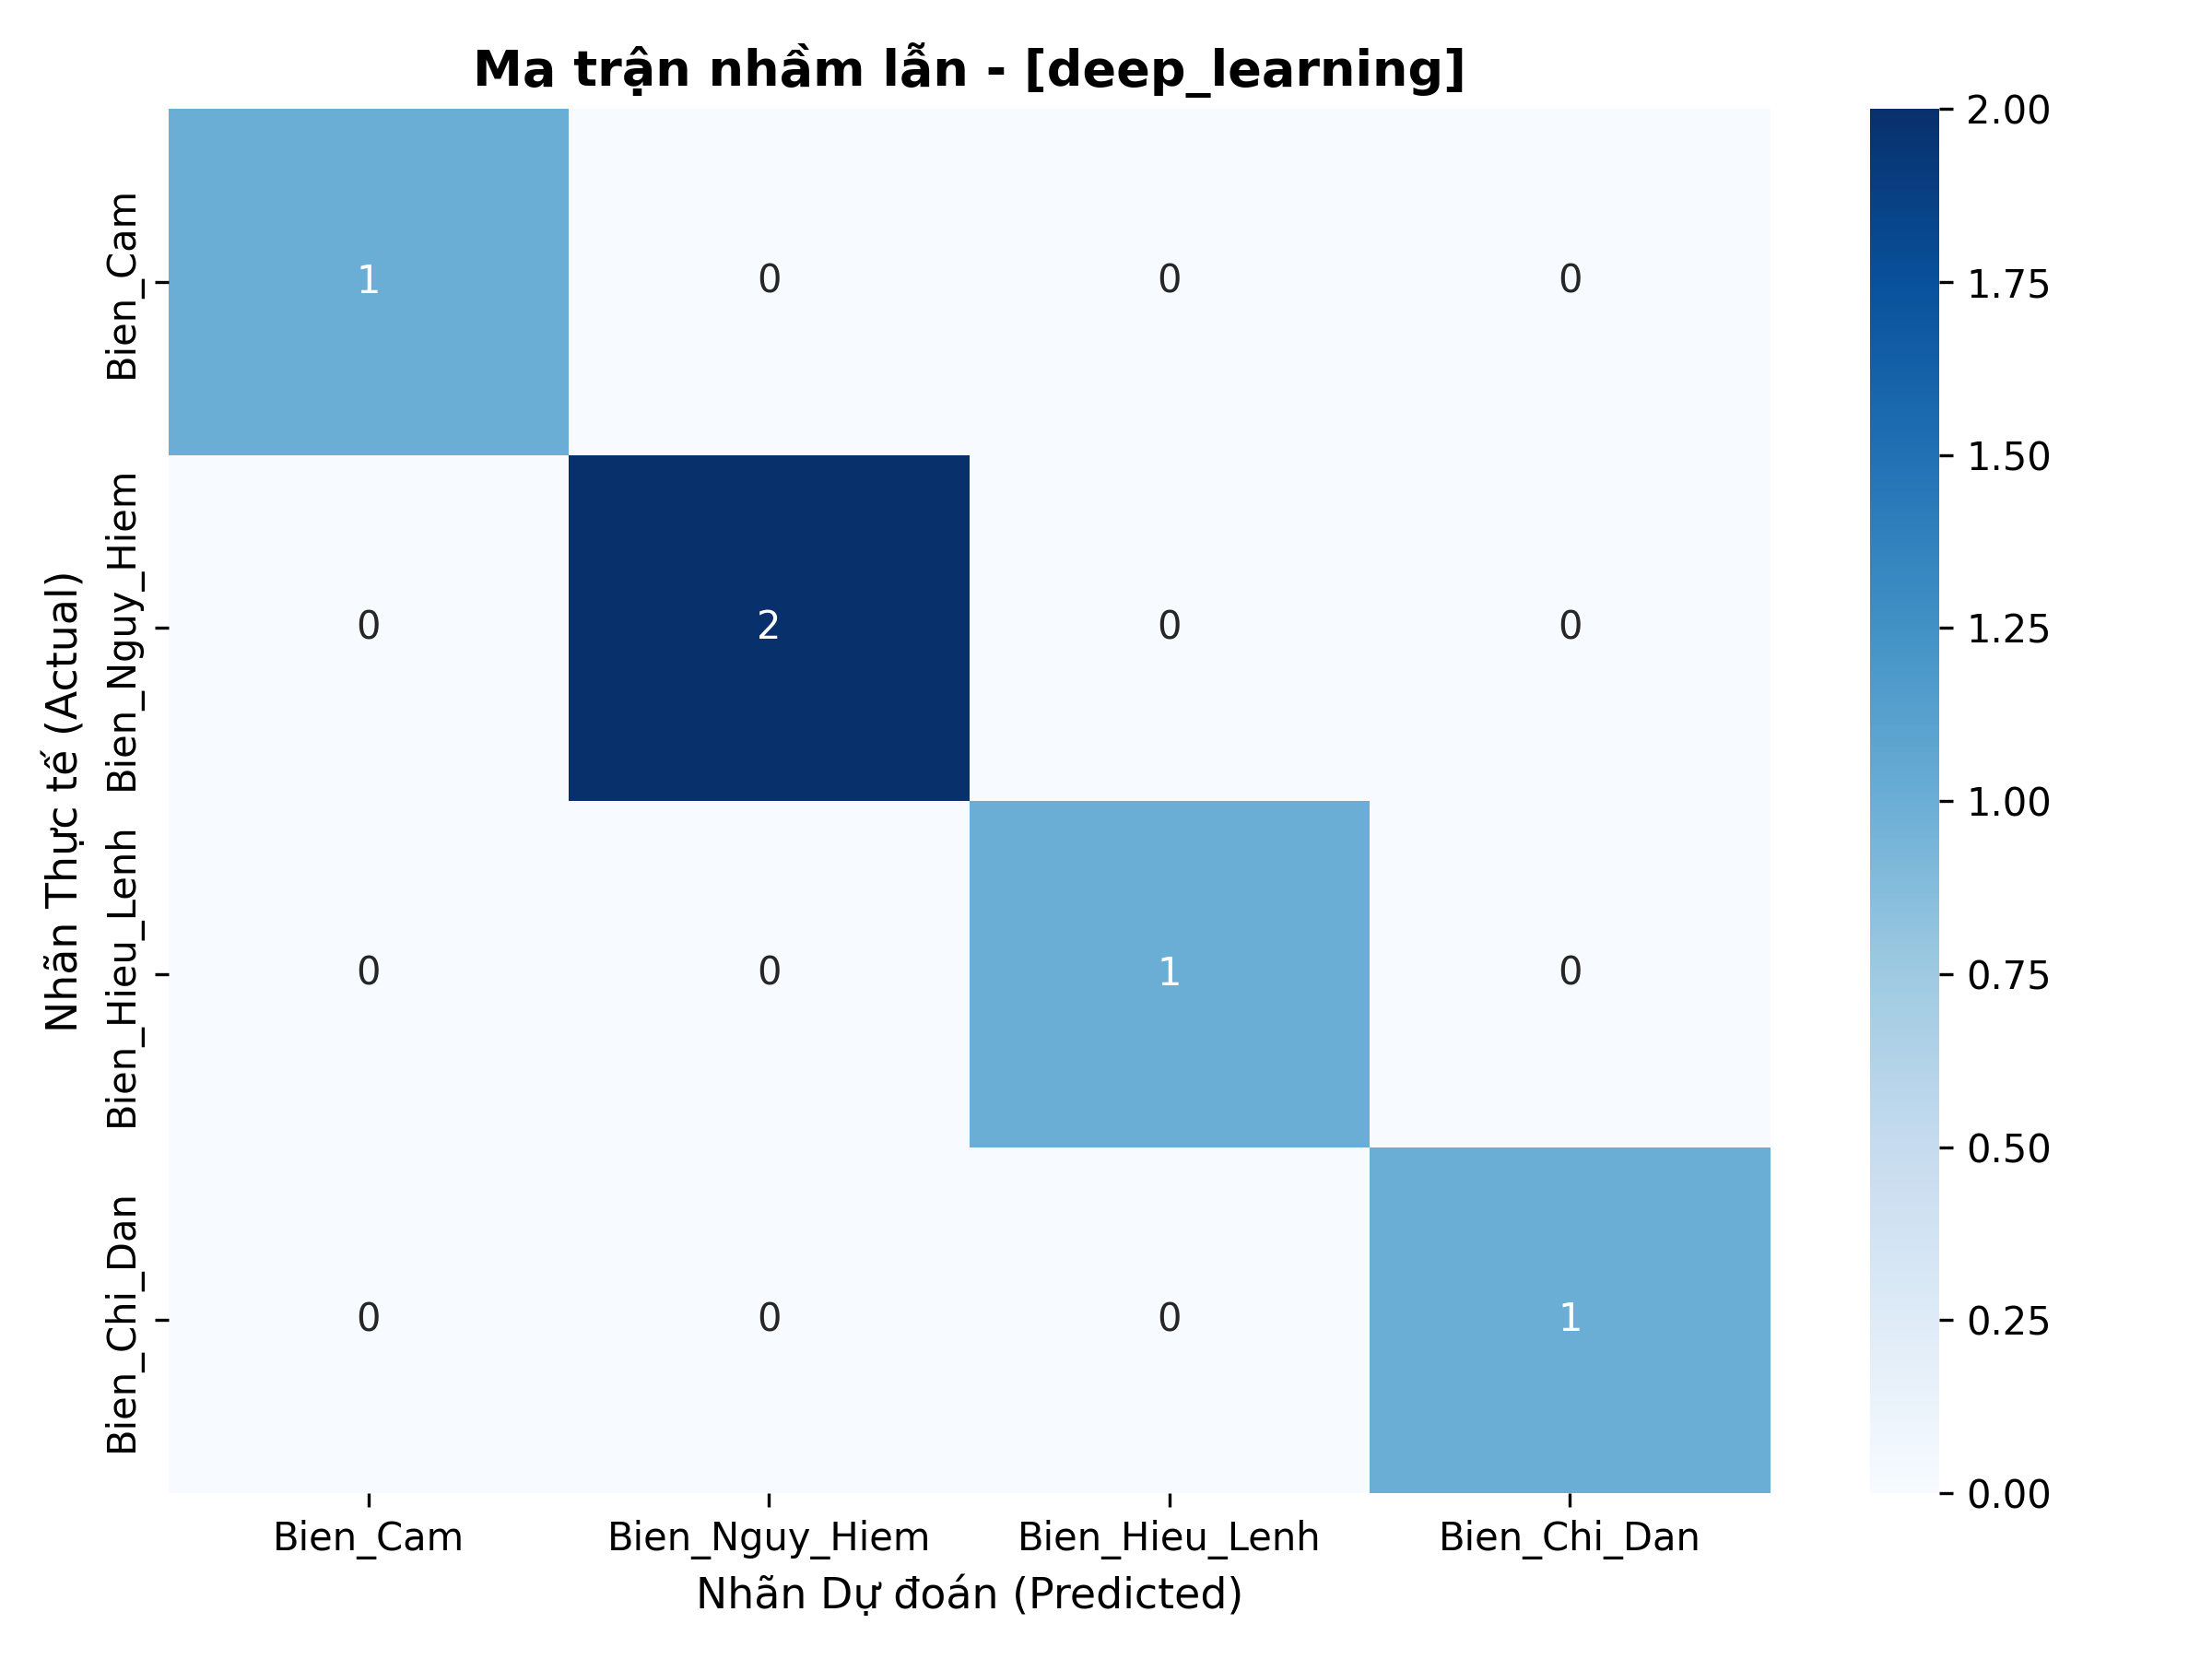 Ma trận nhầm lẫn - [deep_learning]
Nhãn Thực tế (Actual)
Bien_Cam
1 0 0 0
Bien_Nguy_Hiem
0 2 0 0
Bien_Hieu_Lenh
0 0 1 0
Bien_Chi_Dan
0 0 0 1
Bien_Cam Bien_Nguy_Hiem Bien_Hieu_Lenh Bien_Chi_Dan
Nhãn Dự đoán (Predicted)
2.00
1.75
1.50
1.25
1.00
0.75
0.50
0.25
0.00